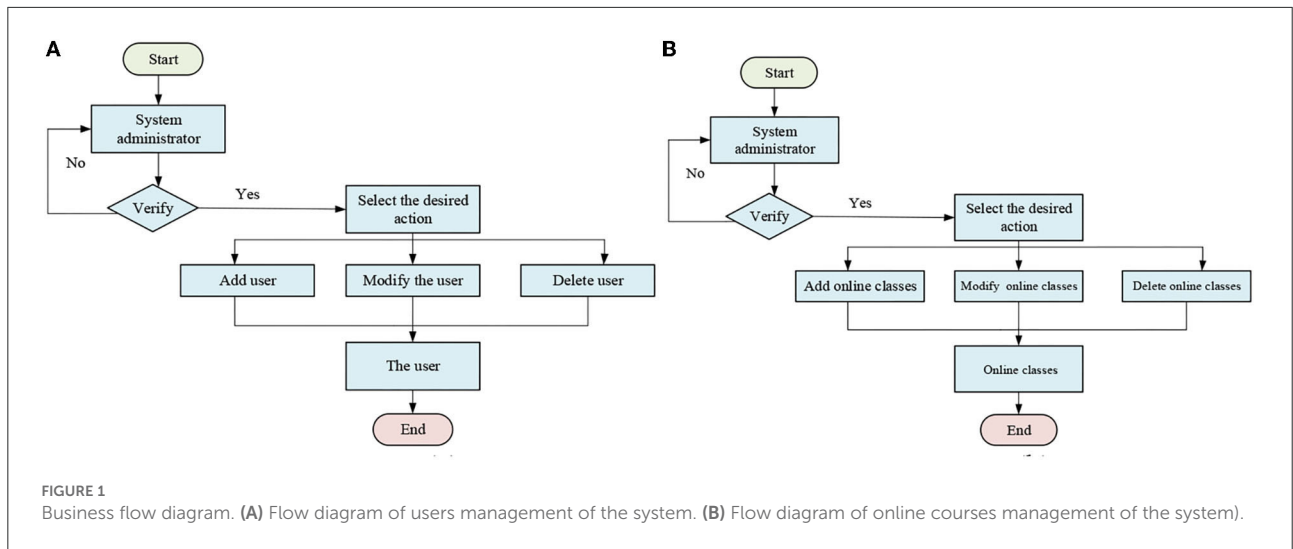 A
Start
System
administrator
No
Verify
Yes
Select the desired
action
Add user
Modify the user
Delete user
The user
End
B
Start
System
administrator
No
Verify
Yes
Select the desired
action
Add online classes
Modify online classes
Delete online classes
Online classes
End
FIGURE 1
Business flow diagram. (A) Flow diagram of users management of the system. (B) Flow diagram of online courses management of the system).